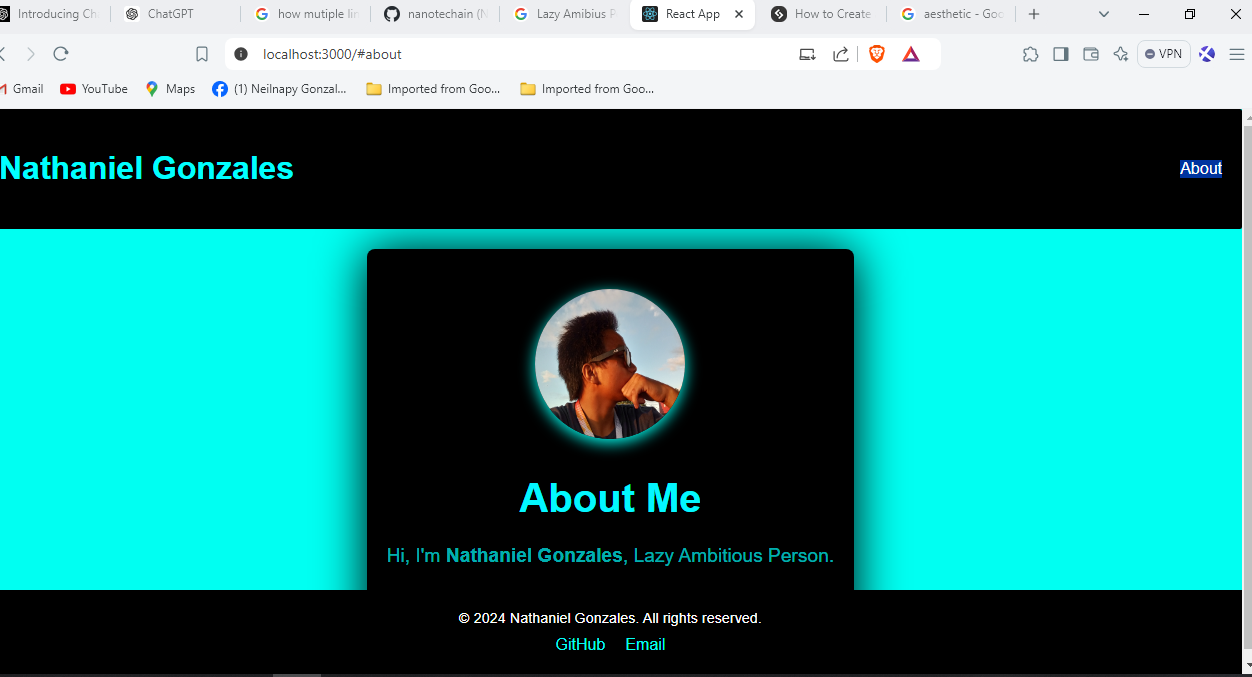 Introducing Ch
ChatGPT
how mutiple lin
nanotechain (N
Lazy Amibius P
React App
How to Create
aesthetic - Goo
localhost:3000/#about
VPN
Gmail
YouTube
Maps
(1) Neilnapy Gonzal...
Imported from Goo...
Imported from Goo...
Nathaniel Gonzales
About
About Me
Hi, I'm Nathaniel Gonzales, Lazy Ambitious Person.
© 2024 Nathaniel Gonzales. All rights reserved.
GitHub Email